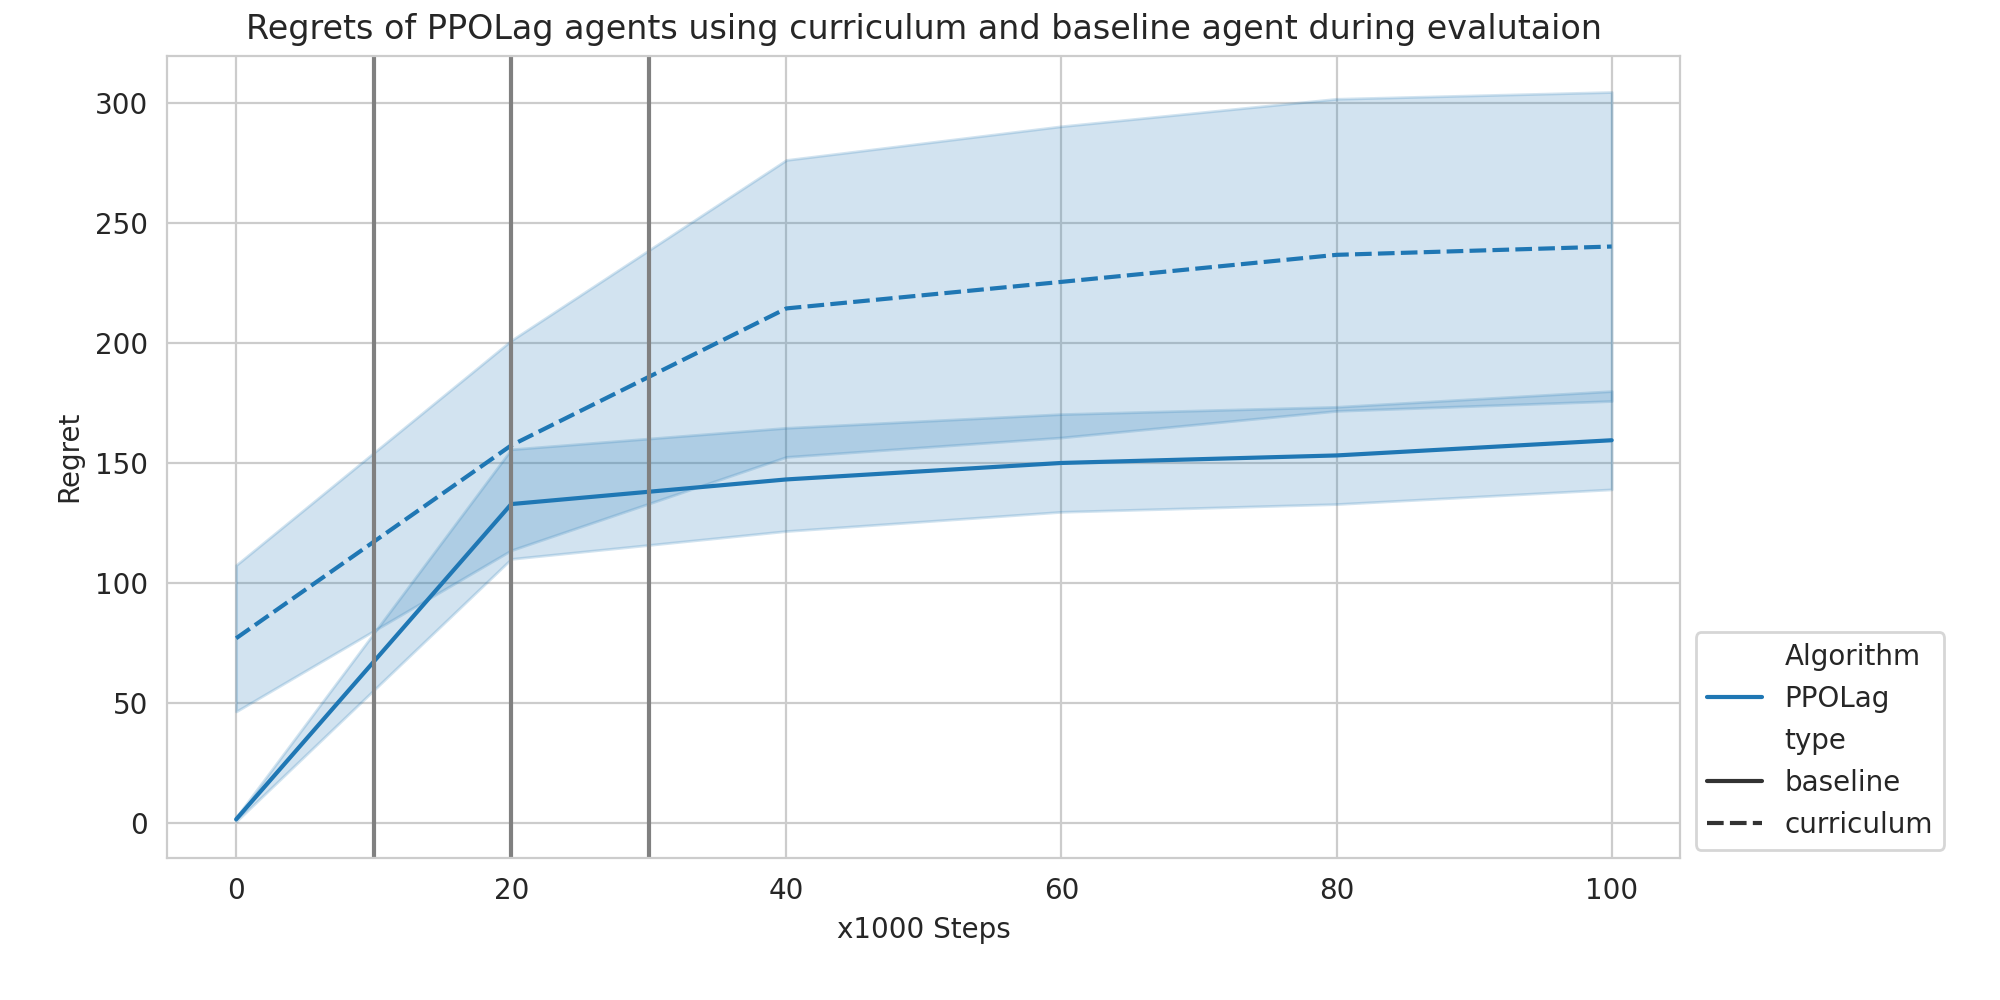 Regrets of PPOLag agents using curriculum and baseline agent during evalutaion
300
250
200
150
100
50
0
Regret
0 20 40 60 80 100
x1000 Steps
Algorithm
PPOLag
type
baseline
curriculum